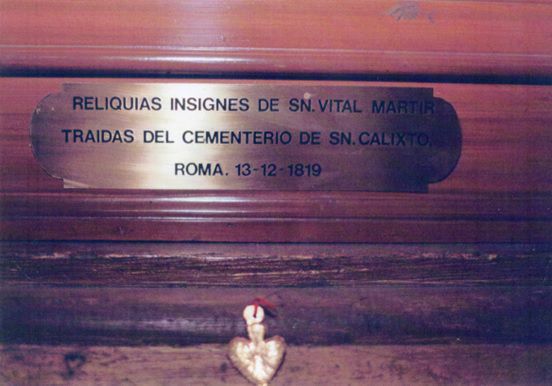 RELIQUIAS INSIGNES DE SN. VITAL MARTIR
TRAIDAS DEL CEMENTERIO DE SN. CALIXTO.
ROMA. 13-12-1819